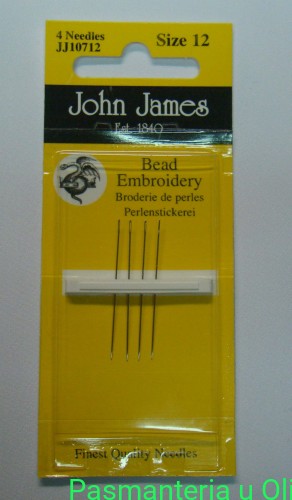 4 Needles
JJ10712
Size 12
John James
Est. 1840
Bead
Embroidery
Broderie de perles
Perlenstickerei
Finest Quality Needles
Pasmanteria u Oli